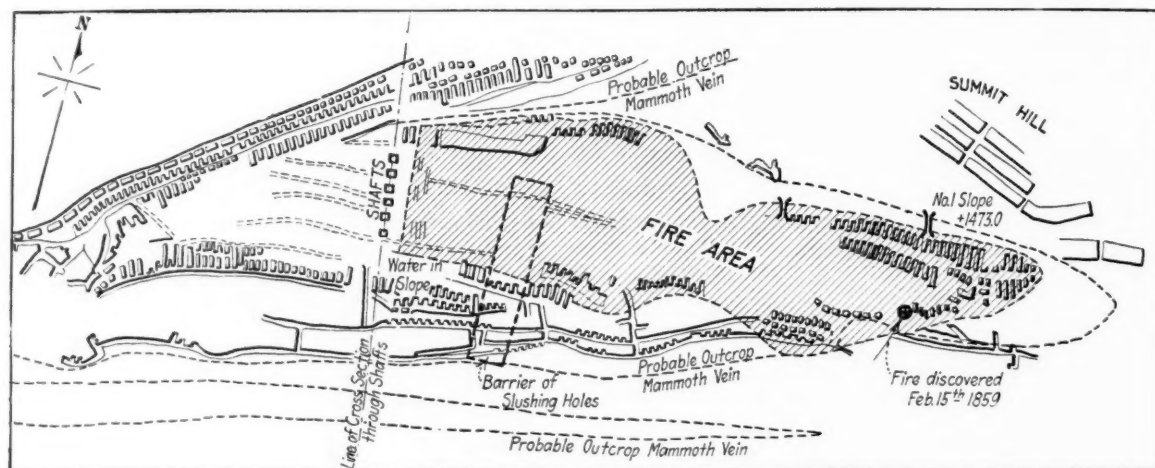 N
Probable Outcrop
Mammoth Vein
SUMMIT HILL
SHAFTS
No.1 Slope
+1473.0
FIRE AREA
Water in
Slope
Probable Outcrop
Mammoth Vein
Barrier of
Slushing Holes
Fire discovered
Feb. 15th 1859
Line of Cross Section
through Shafts
Probable Outcrop Mammoth Vein